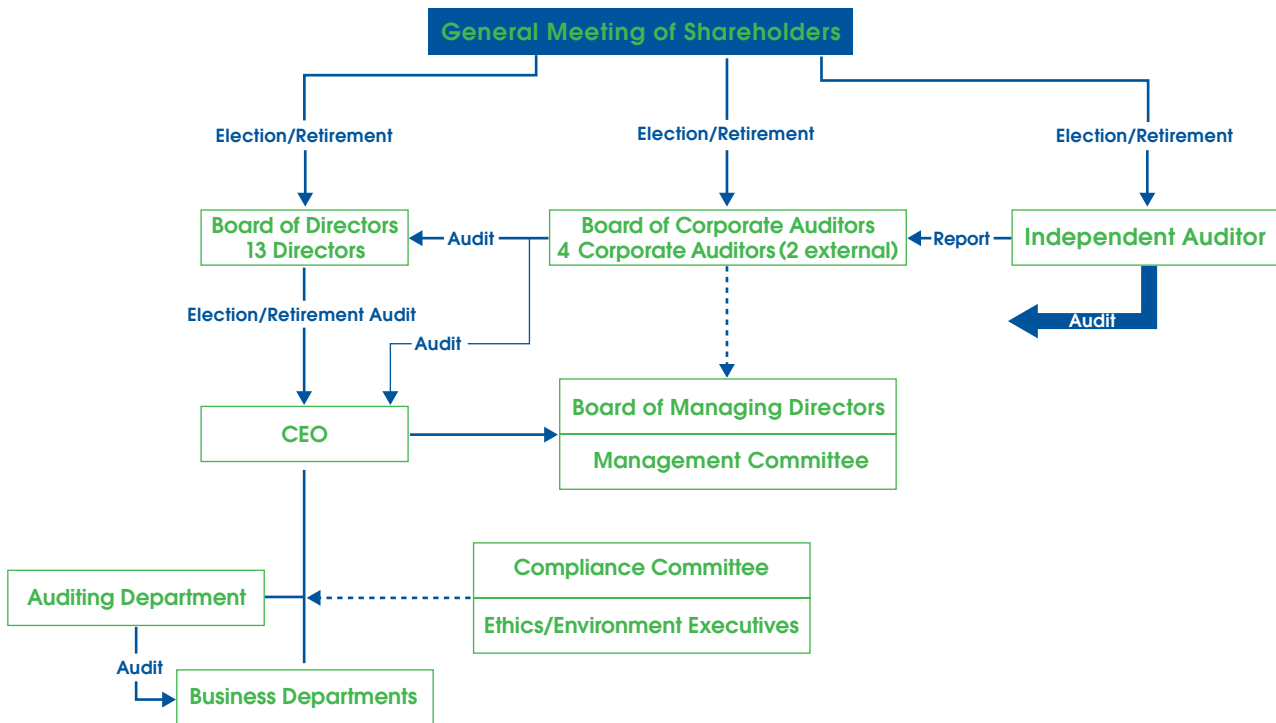 General Meeting of Shareholders
Election/Retirement
Election/Retirement
Election/Retirement
Board of Directors
13 Directors
Audit
Board of Corporate Auditors
4 Corporate Auditors (2 external)
Report
Independent Auditor
Election/Retirement Audit
Audit
Audit
CEO
Board of Managing Directors
Management Committee
Compliance Committee
Auditing Department
Ethics/Environment Executives
Audit
Business Departments